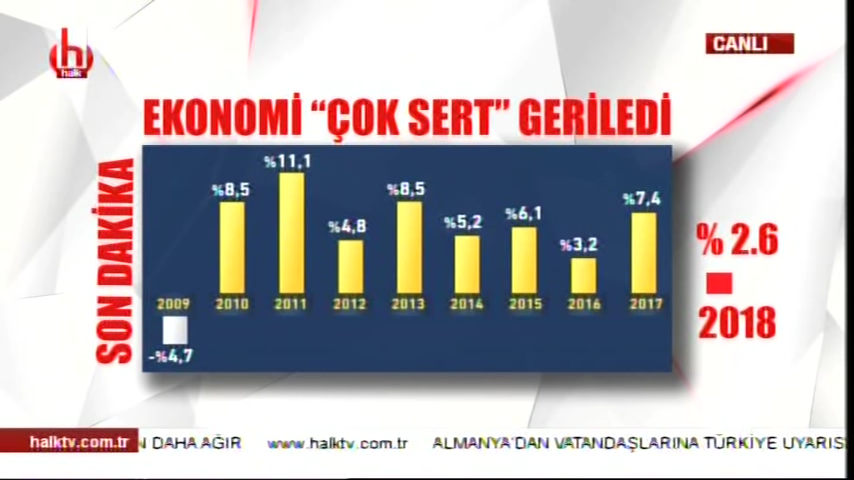 halk
CANLI
EKONOMİ “ÇOK SERT” GERİLEDİ
SON DAKİKA
%8,5
%11,1
%4,8
%8,5
%5,2
%6,1
%3,2
%7,4
2009 2010 2011 2012 2013 2014 2015 2016 2017
-%4,7
% 2.6
2018
halktv.com.tr
DAHA AĞIR www.halktv.com.tr ALMANYA'DAN VATANDAŞLARINA TÜRKİYE UYARIS